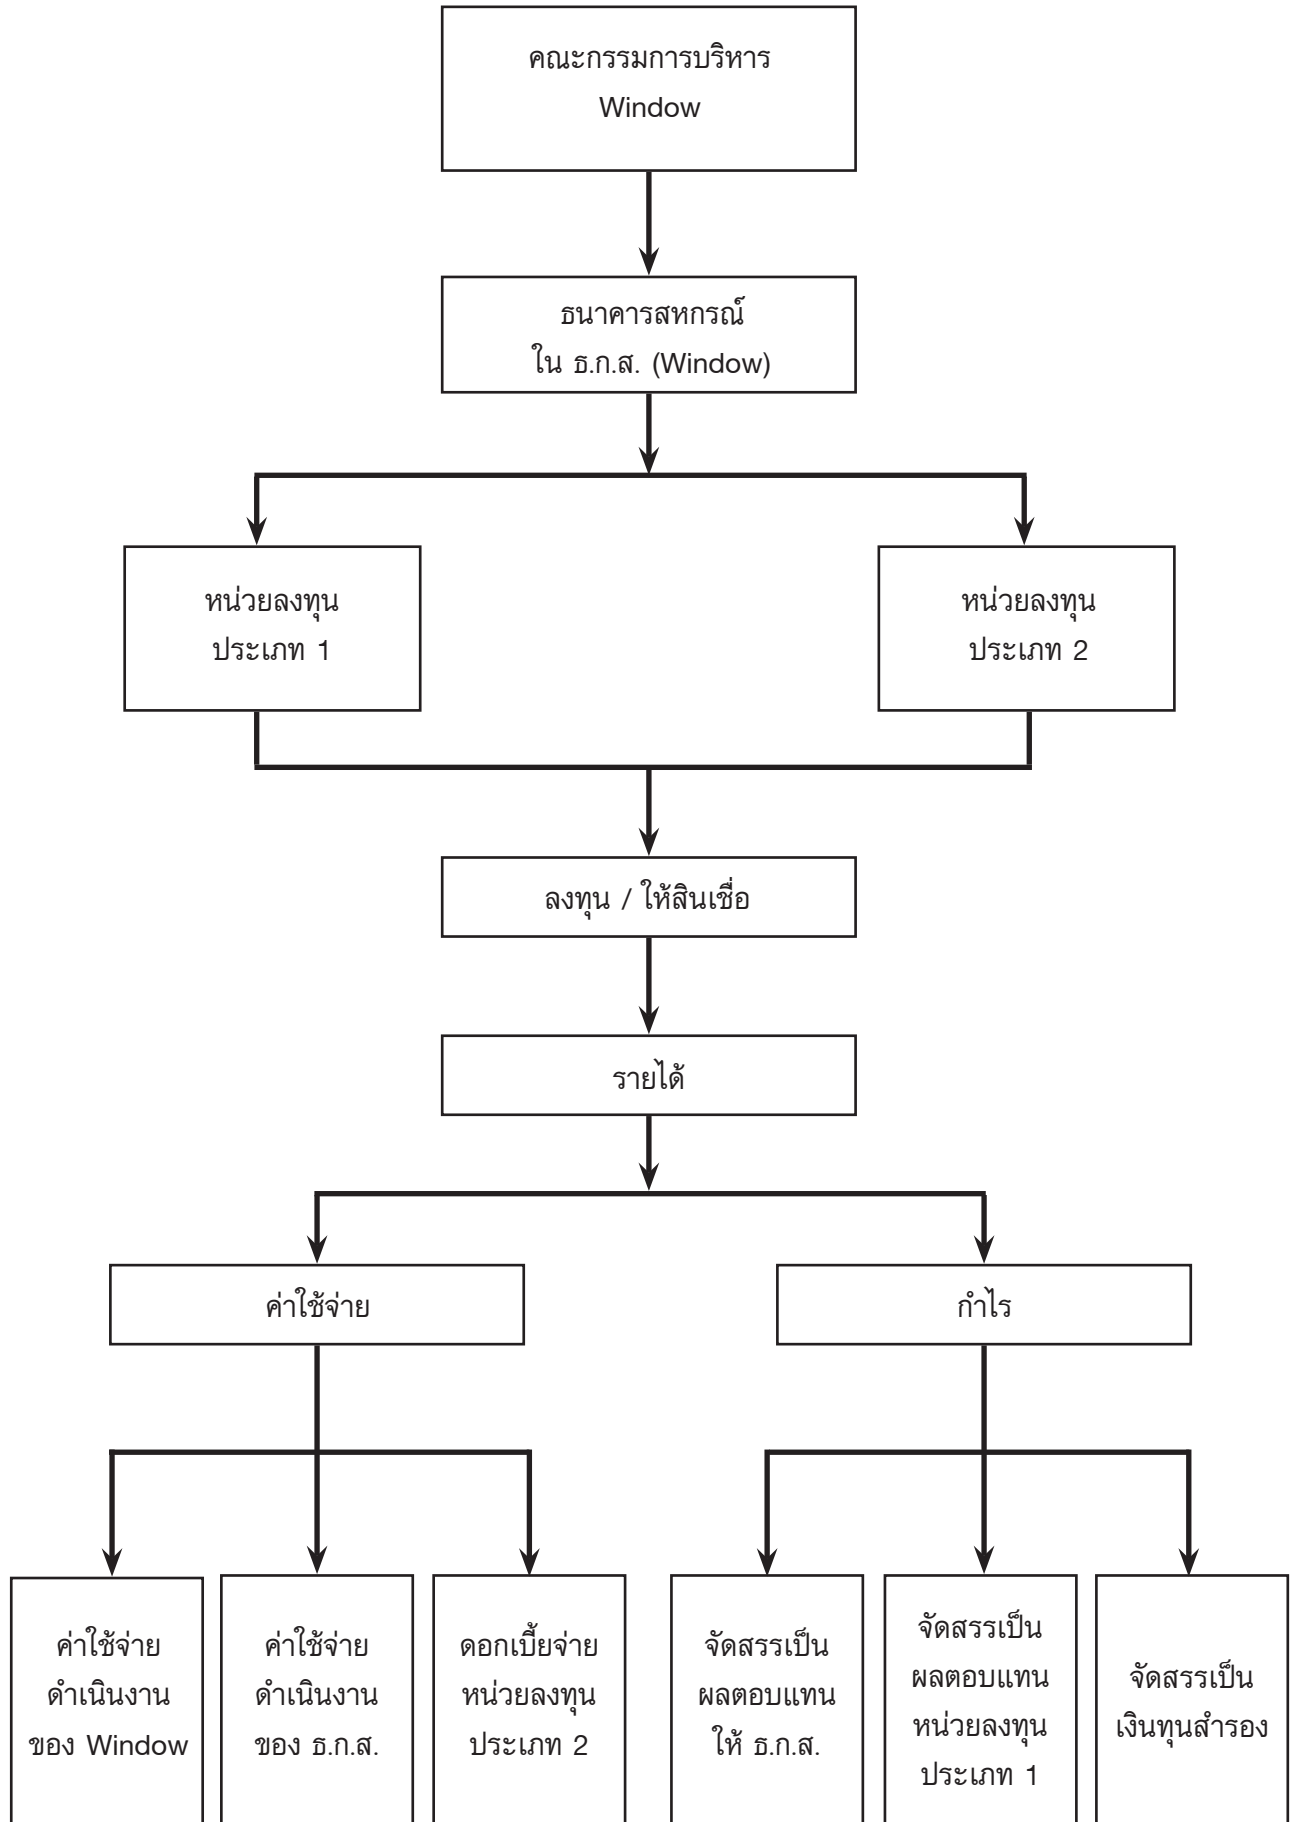 คณะกรรมการบริหาร
Window
ธนาคารสหกรณ์
ใน ธ.ก.ส. (Window)
หน่วยลงทุน
ประเภท 1
หน่วยลงทุน
ประเภท 2
ลงทุน / ให้สินเชื่อ
รายได้
ค่าใช้จ่าย
กำไร
ค่าใช้จ่าย
ดำเนินงาน
ของ Window
ค่าใช้จ่าย
ดำเนินงาน
ของ ธ.ก.ส.
ดอกเบี้ยจ่าย
หน่วยลงทุน
ประเภท 2
จัดสรรเป็น
ผลตอบแทน
ให้ ธ.ก.ส.
จัดสรรเป็น
ผลตอบแทน
หน่วยลงทุน
ประเภท 1
จัดสรรเป็น
เงินทุนสำรอง